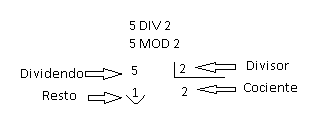 5 DIV 2
5 MOD 2
Dividendo 5 2 Divisor
Resto 1 2 Cociente